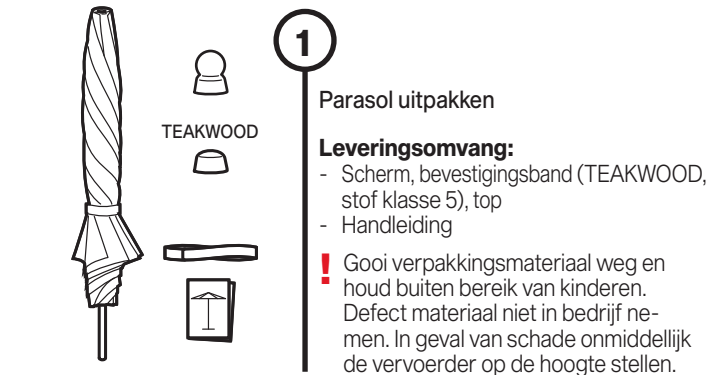 1
TEAKWOOD
Parasol uitpakken
Leveringsomvang:
- Scherm, bevestigingsband (TEAKWOOD,
stof klasse 5), top
- Handleiding
! Gooi verpakkingsmateriaal weg en
houd buiten bereik van kinderen.
Defect materiaal niet in bedrijf ne-
men. In geval van schade onmiddellijk
de vervoerder op de hoogte stellen.